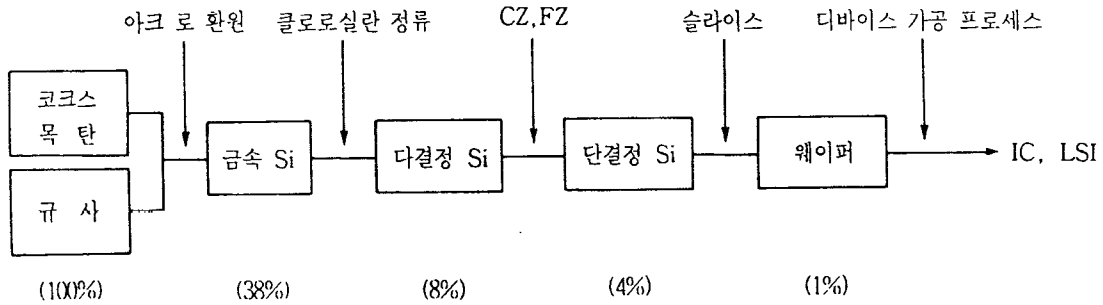 아크 로 환원 클로로실란 정류 CZ,FZ 슬라이스 디바이스 가공 프로세스
코크스
목 탄
규 사
금속 Si
다결정 Si
단결정 Si
웨이퍼
IC, LSI
(100%) (38%) (8%) (4%) (1%)